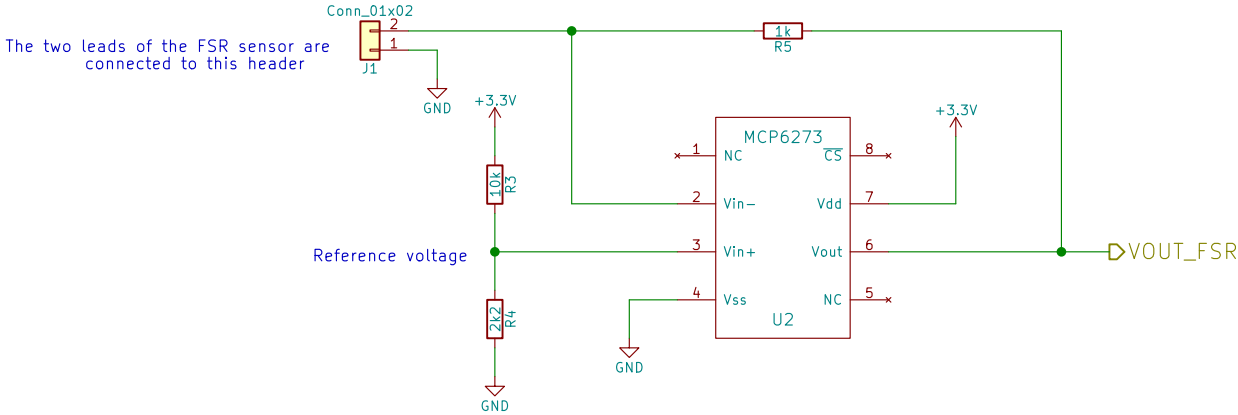 Conn_01x02
2
1
J1
The two leads of the FSR sensor are
connected to this header
GND
1k
R5
+3.3V
10k
R3
Reference voltage
2k2
R4
GND
MCP6273
1 NC
CS 8
2 Vin-
Vdd 7
3 Vin+
Vout 6
4 Vss
NC 5
U2
GND
+3.3V
VOUT_FSR